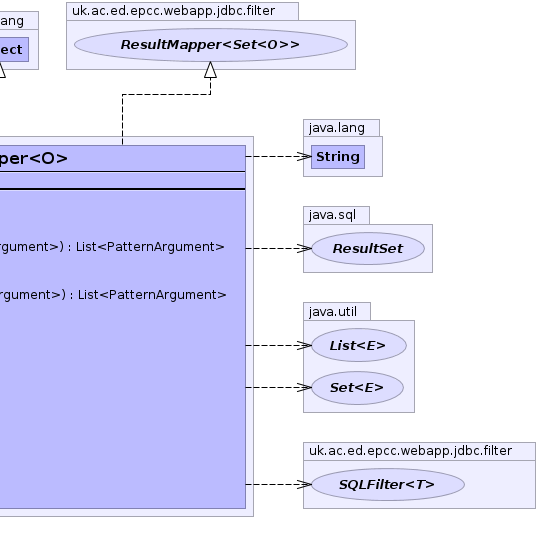 uk.ac.ed.epcc.webapp.jdbc.filter
ang
ResultMapper<Set<O>>
ect
java.lang
String
per<O>
java.sql
ResultSet
rgument>) : List<PatternArgument>
rgument>) : List<PatternArgument>
java.util
List<E>
Set<E>
uk.ac.ed.epcc.webapp.jdbc.filter
SQLFilter<T>